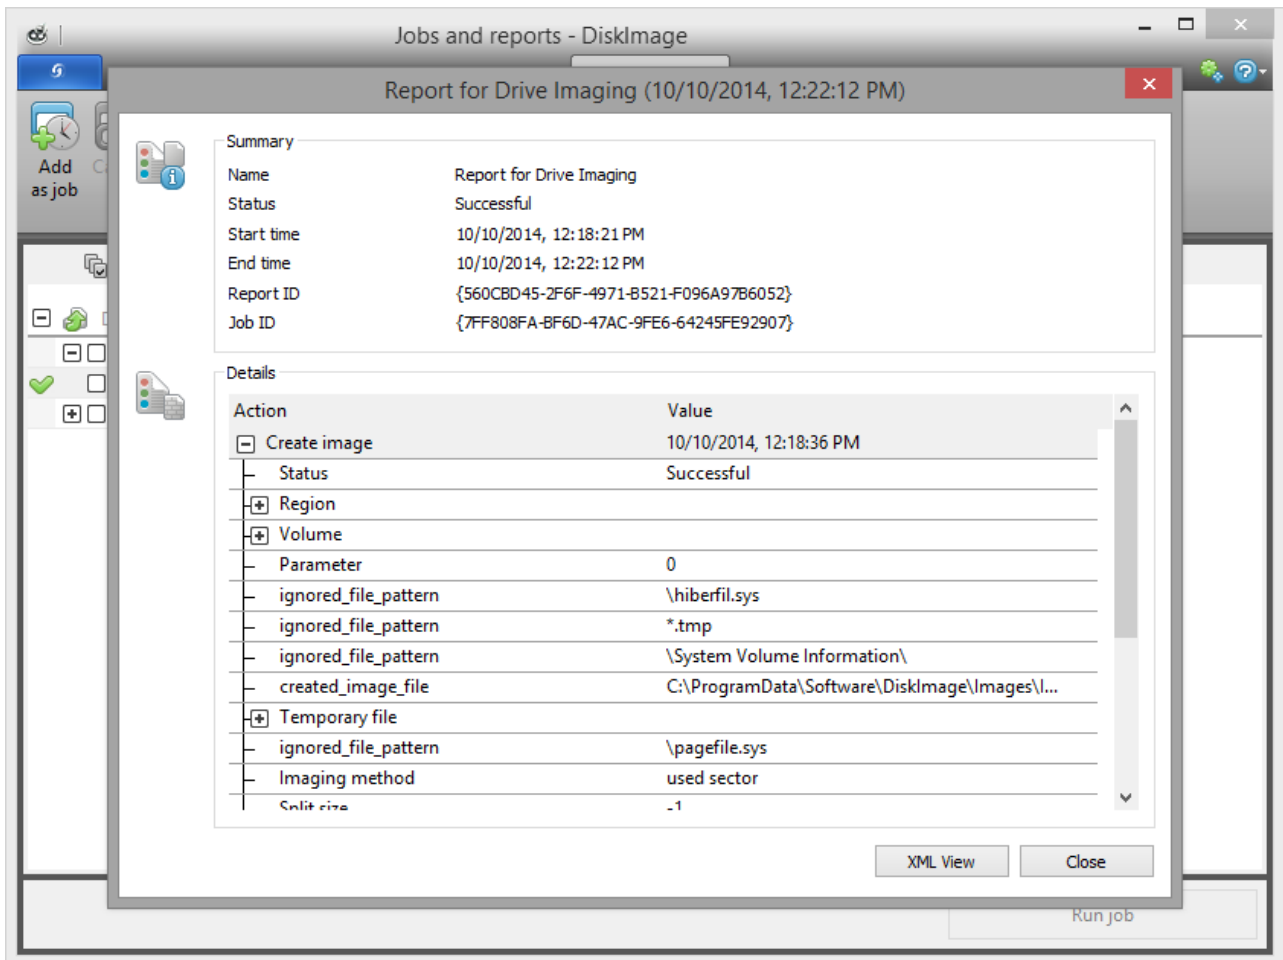 Jobs and reports - DiskImage
Report for Drive Imaging (10/10/2014, 12:22:12 PM)
Add
as job
Summary
Name Report for Drive Imaging
Status Successful
Start time 10/10/2014, 12:18:21 PM
End time 10/10/2014, 12:22:12 PM
Report ID {560CBD45-2F6F-4971-B521-F096A97B6052}
Job ID {7FF808FA-BF6D-47AC-9FE6-64245FE92907}
Details
Action Value
Create image 10/10/2014, 12:18:36 PM
Status Successful
Region
Volume
Parameter 0
ignored_file_pattern \hiberfil.sys
ignored_file_pattern *.tmp
ignored_file_pattern \System Volume Information\
created_image_file C:\ProgramData\Software\DiskImage\Images\I...
Temporary file
ignored_file_pattern \pagefile.sys
Imaging method used sector
Split size -1
XML View Close
Run job